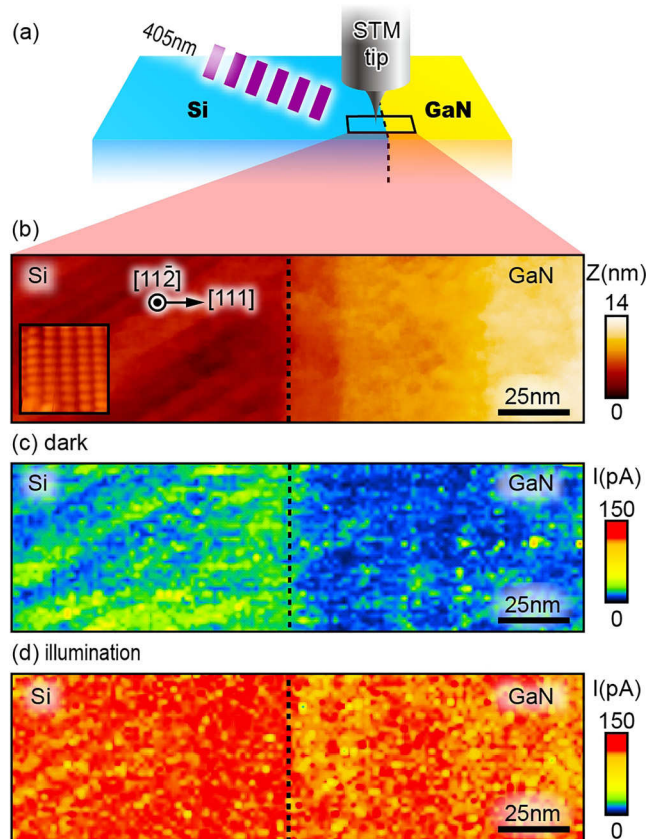 (a)
405nm
STM
tip
Si
GaN
(b)
Si
[112̄]
[111]
GaN
Z(nm)
14
0
25nm
(c) dark
Si
GaN
I(pA)
150
0
25nm
(d) illumination
Si
GaN
I(pA)
150
0
25nm